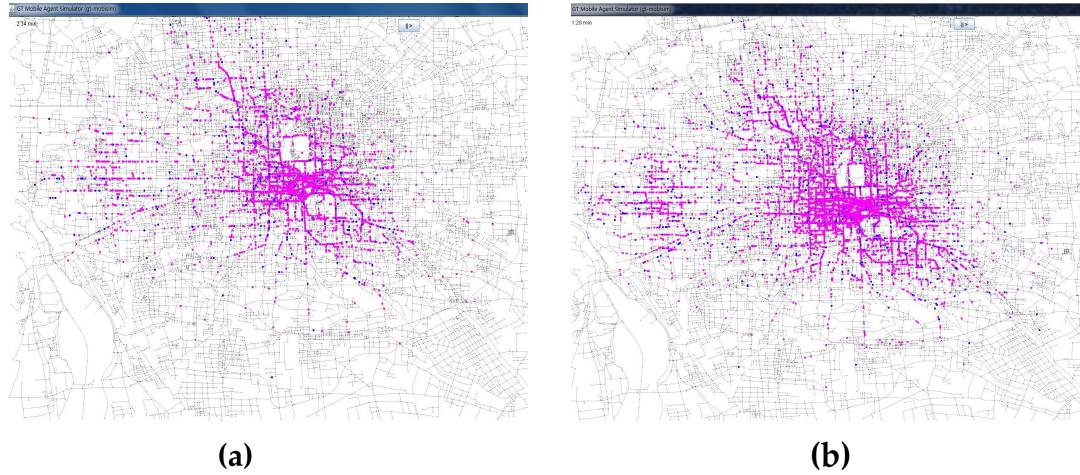 GT Mobile Agent Simulator (gt-mobisim)
GT Mobile Agent Simulator (gt-mobisim)
2:34 min
||>
1:29 min
||>
(a)
(b)